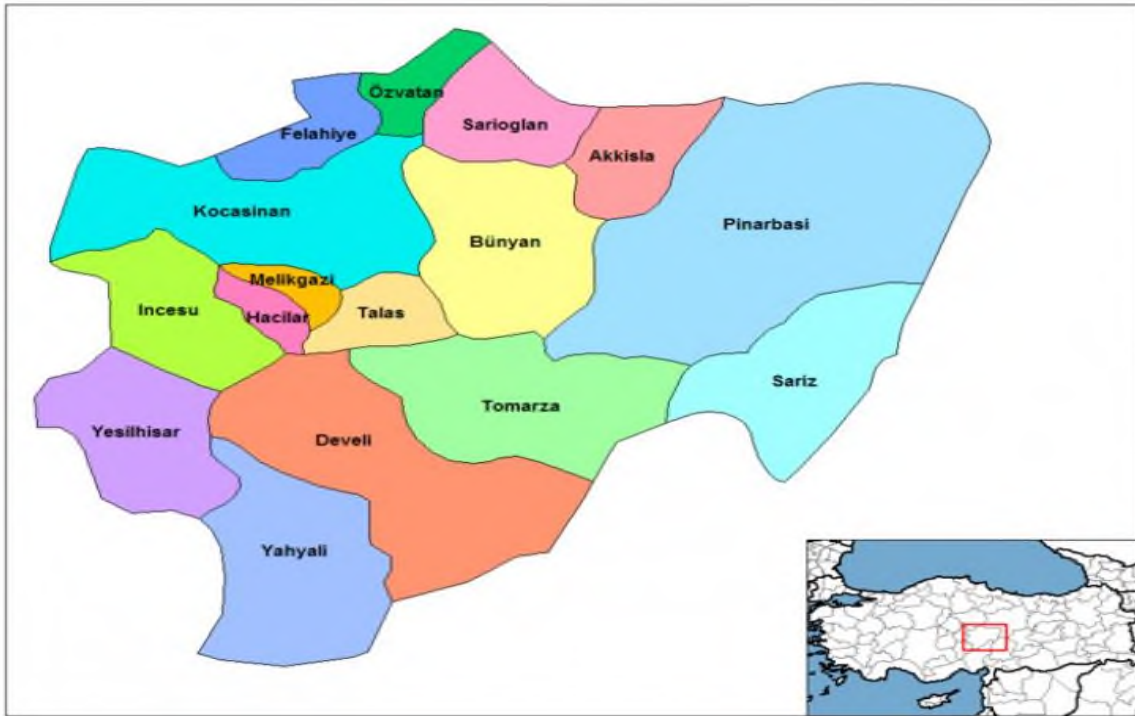 Özvatan
Sarioglan
Felahiye
Akkisla
Kocasinan
Pinarbasi
Bünyan
Melikgazi
Incesu
Hacilar
Talas
Sariz
Tomarza
Yesilhisar
Develi
Yahyali